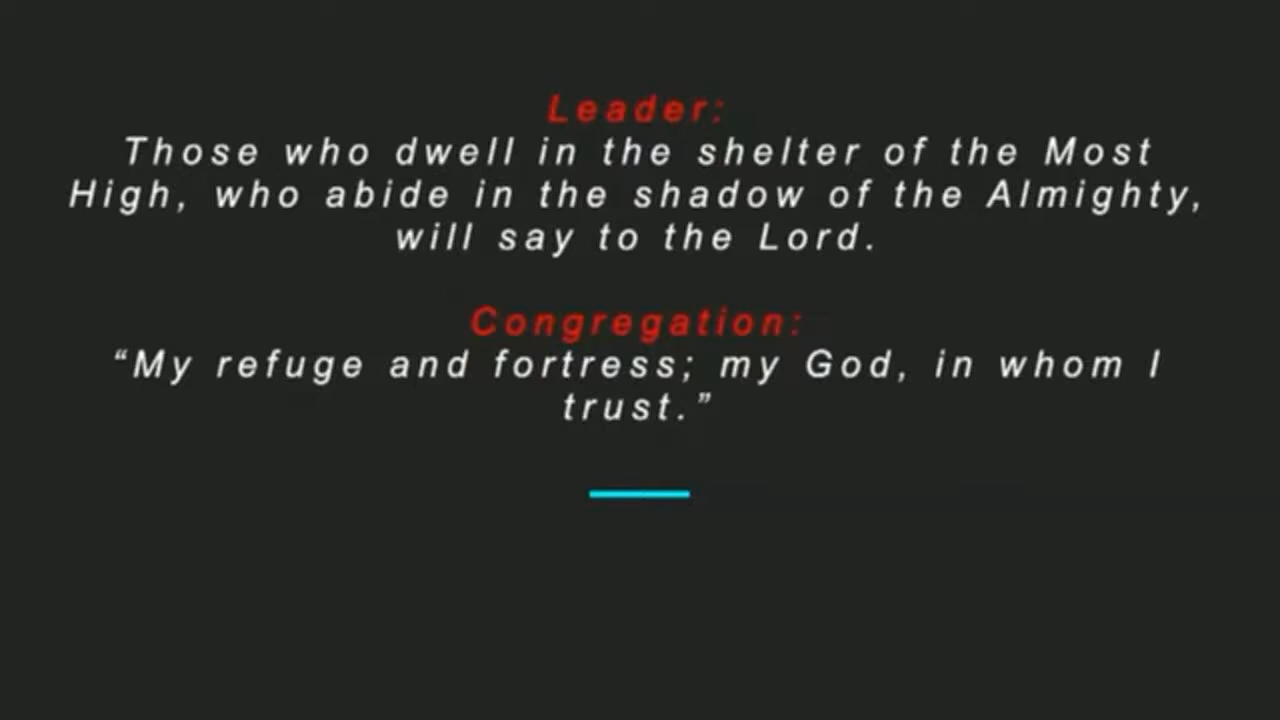 Leader:
Those who dwell in the shelter of the Most
High, who abide in the shadow of the Almighty,
will say to the Lord.
Congregation:
“My refuge and fortress; my God, in whom I
trust.”